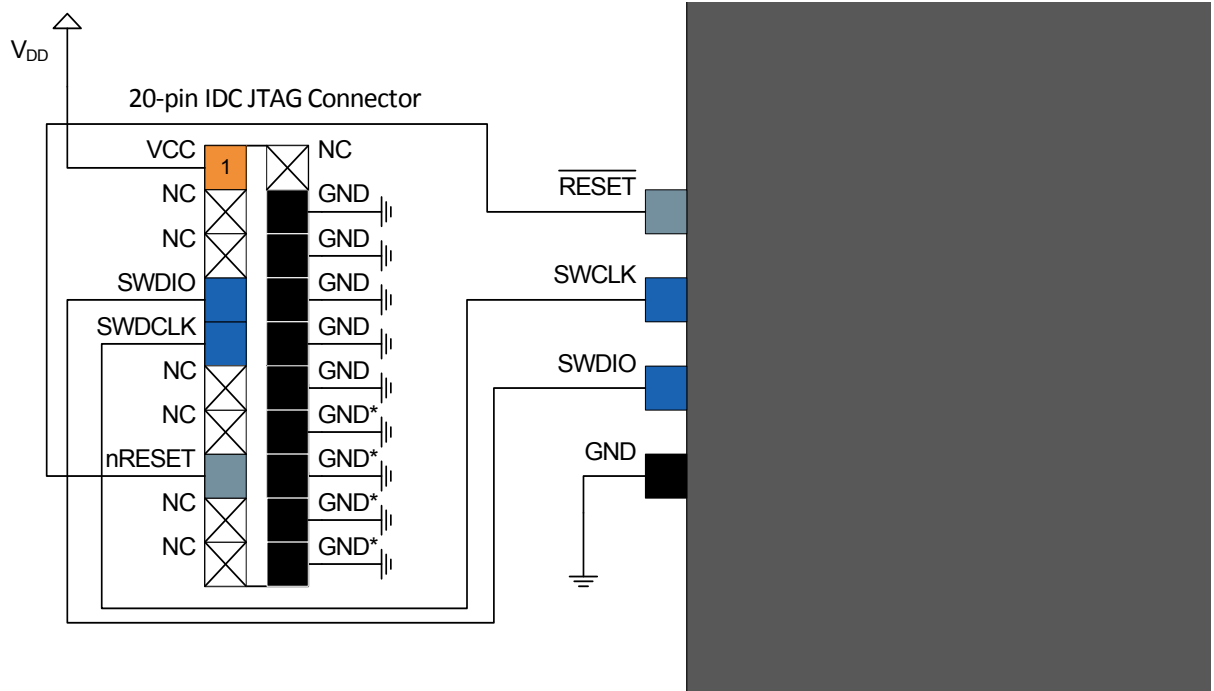 V_DD
20-pin IDC JTAG Connector
VCC
1
NC
NC
GND
NC
GND
SWDIO
GND
SWDCLK
GND
NC
GND
NC
GND*
nRESET
GND*
NC
GND*
NC
GND*
RESET
SWCLK
SWDIO
GND